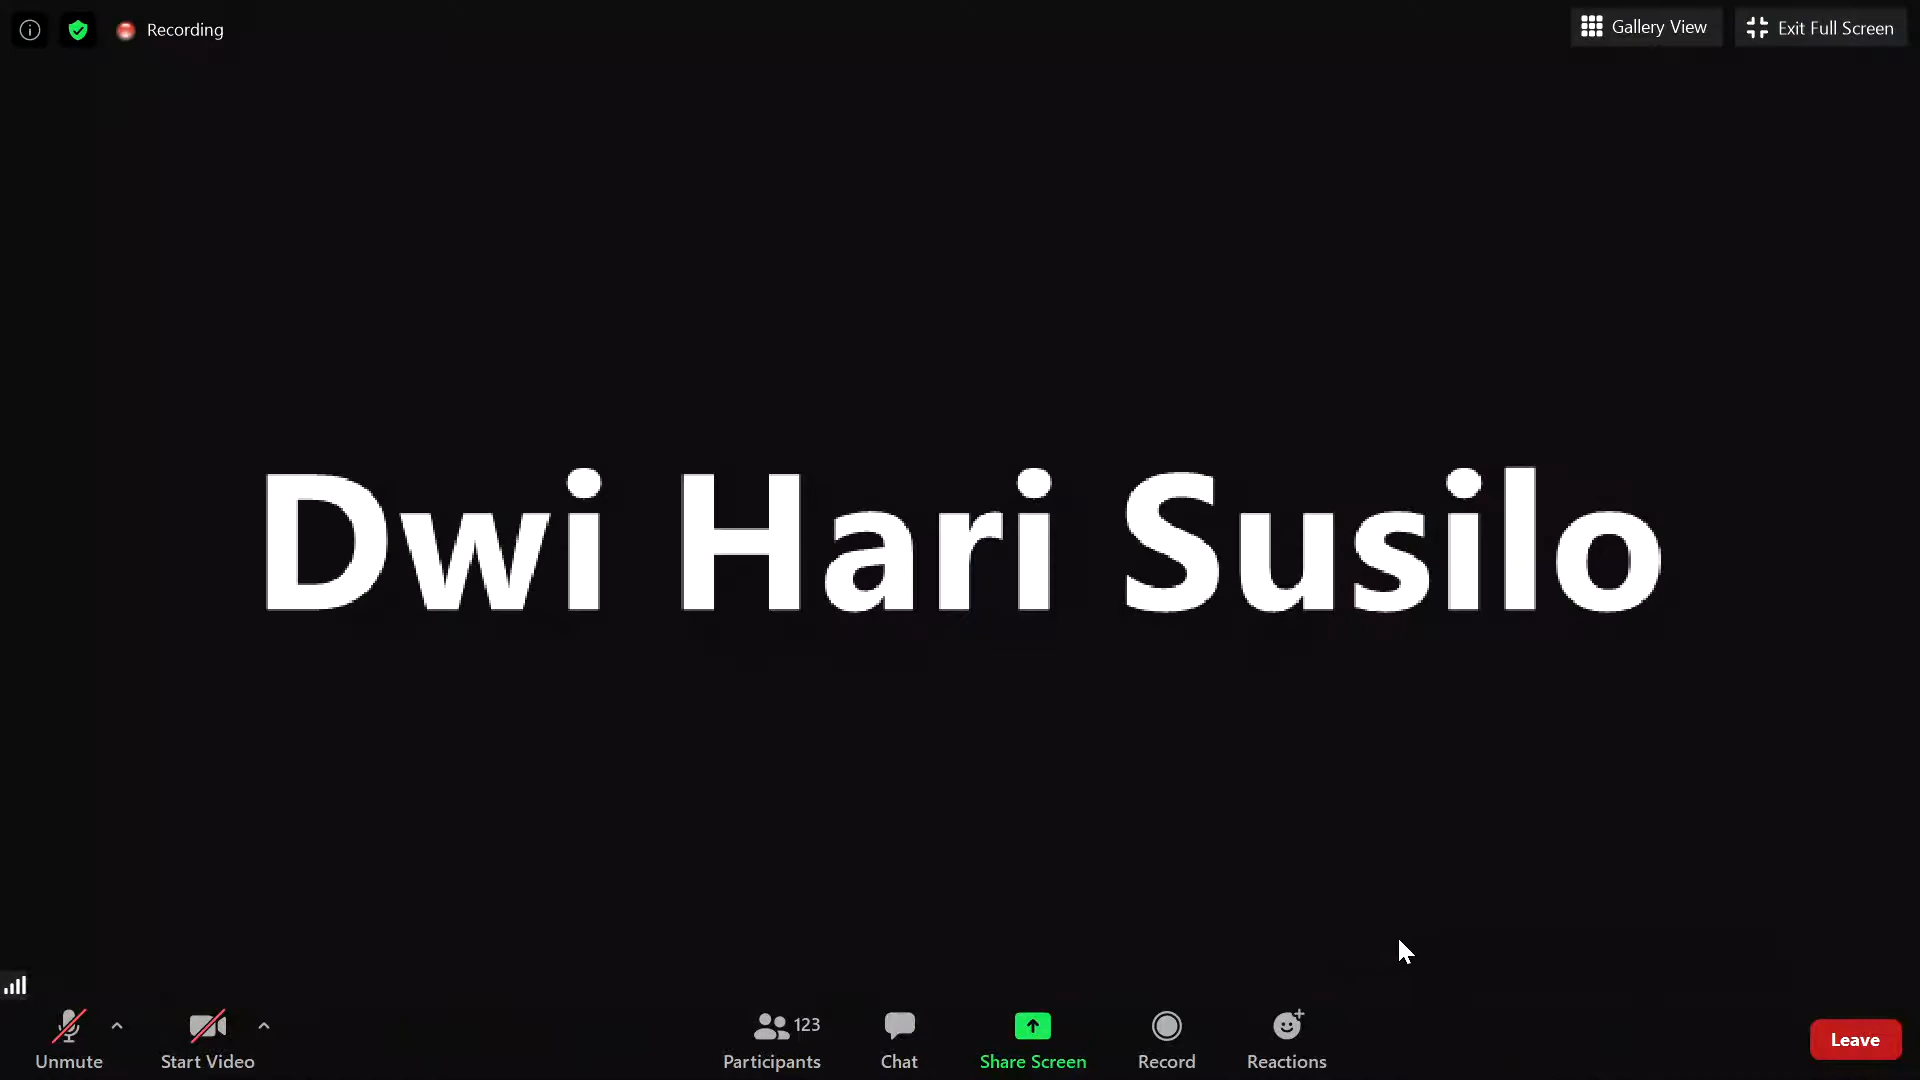 Recording
Gallery View
Exit Full Screen
Dwi Hari Susilo
Unmute
Start Video
123
Participants
Chat
Share Screen
Record
Reactions
Leave